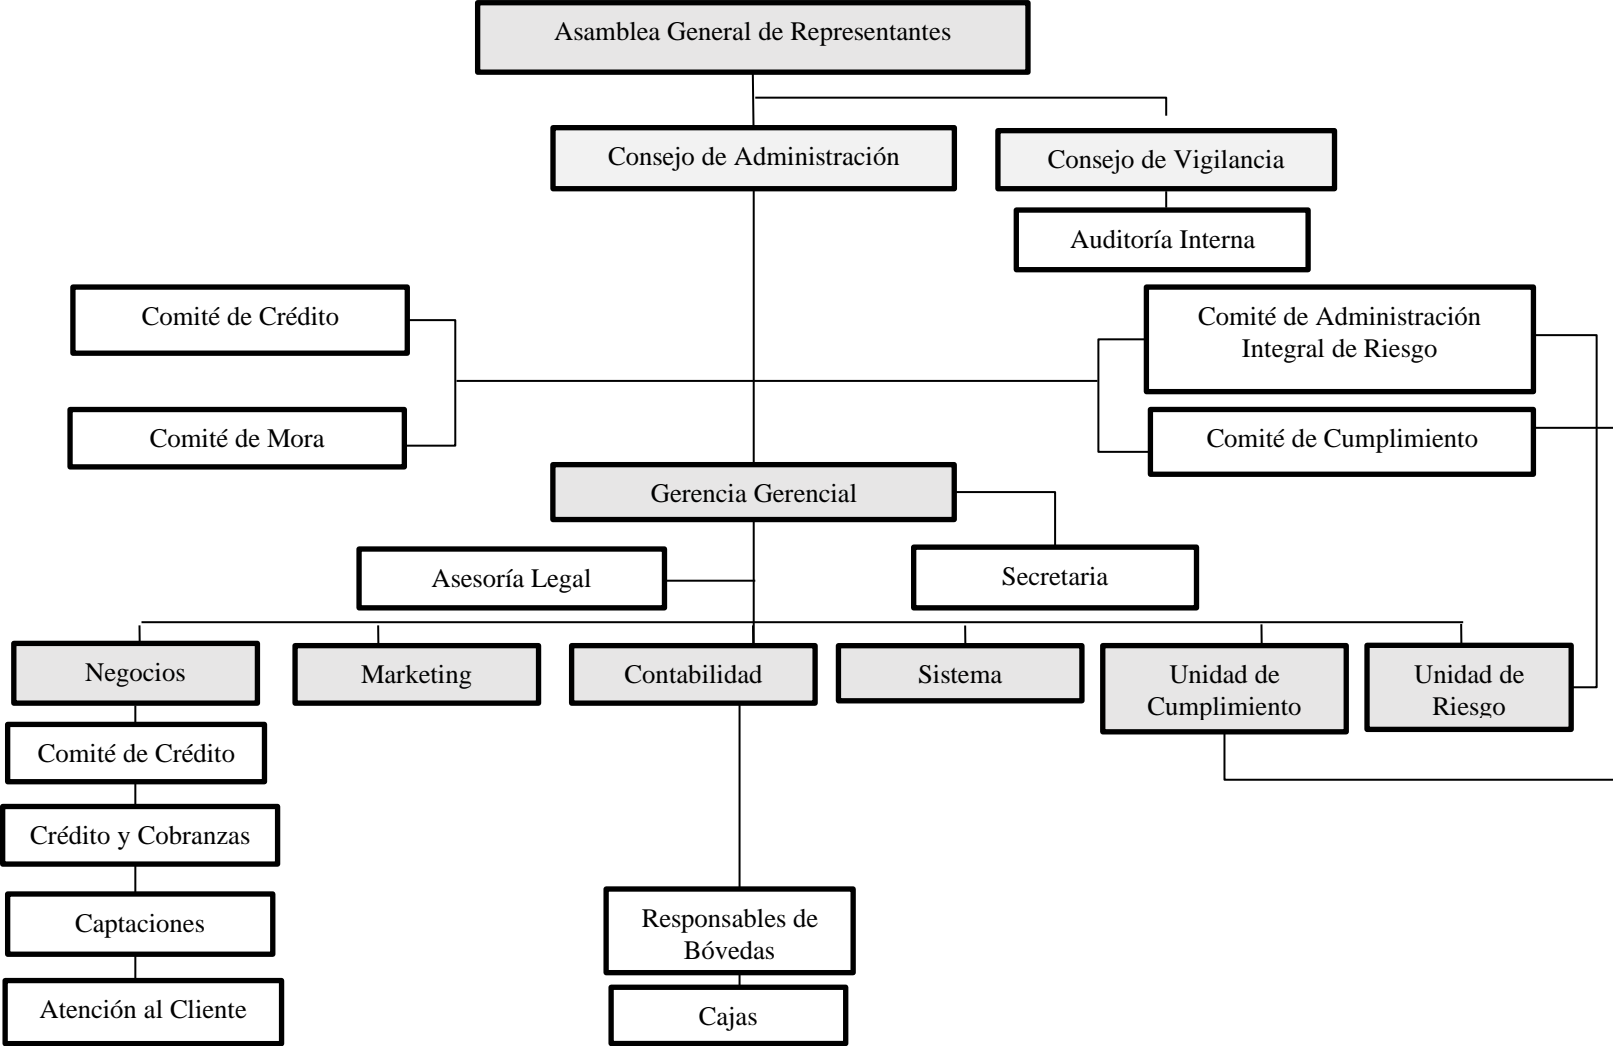 Asamblea General de Representantes
Consejo de Administración
Consejo de Vigilancia
Auditoría Interna
Comité de Crédito
Comité de Administración
Integral de Riesgo
Comité de Mora
Comité de Cumplimiento
Gerencia Gerencial
Asesoría Legal
Secretaria
Negocios
Marketing
Contabilidad
Sistema
Unidad de
Cumplimiento
Unidad de
Riesgo
Comité de Crédito
Crédito y Cobranzas
Captaciones
Responsables de
Bóvedas
Atención al Cliente
Cajas